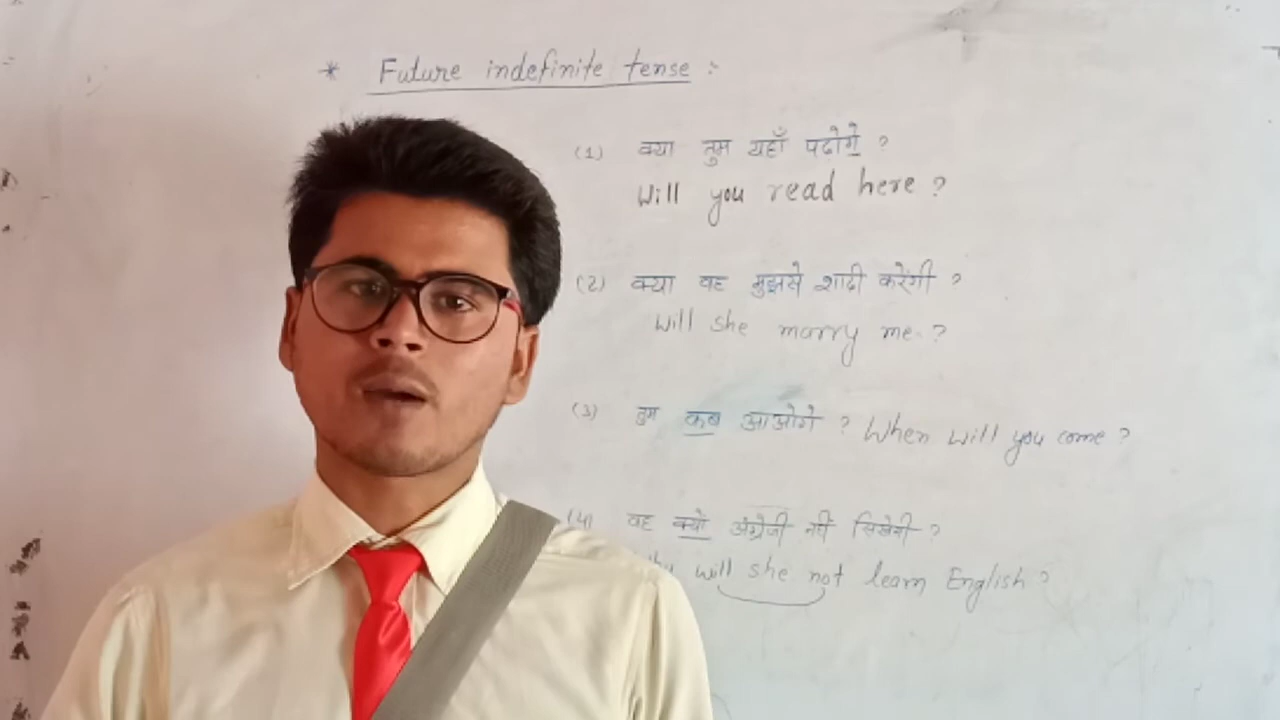 * Future indefinite tense :-
(1) क्या तुम यहाँ पढोगे ?
Will you read here ?
(2) क्या वह मुझसे शादी करेंगी ?
Will she marry me ?
(3) तुम कब आओगे ? When will you come ?
(4) वह क्यो अंग्रेजी नहीं सिखेगी ?
will she not learn English ?